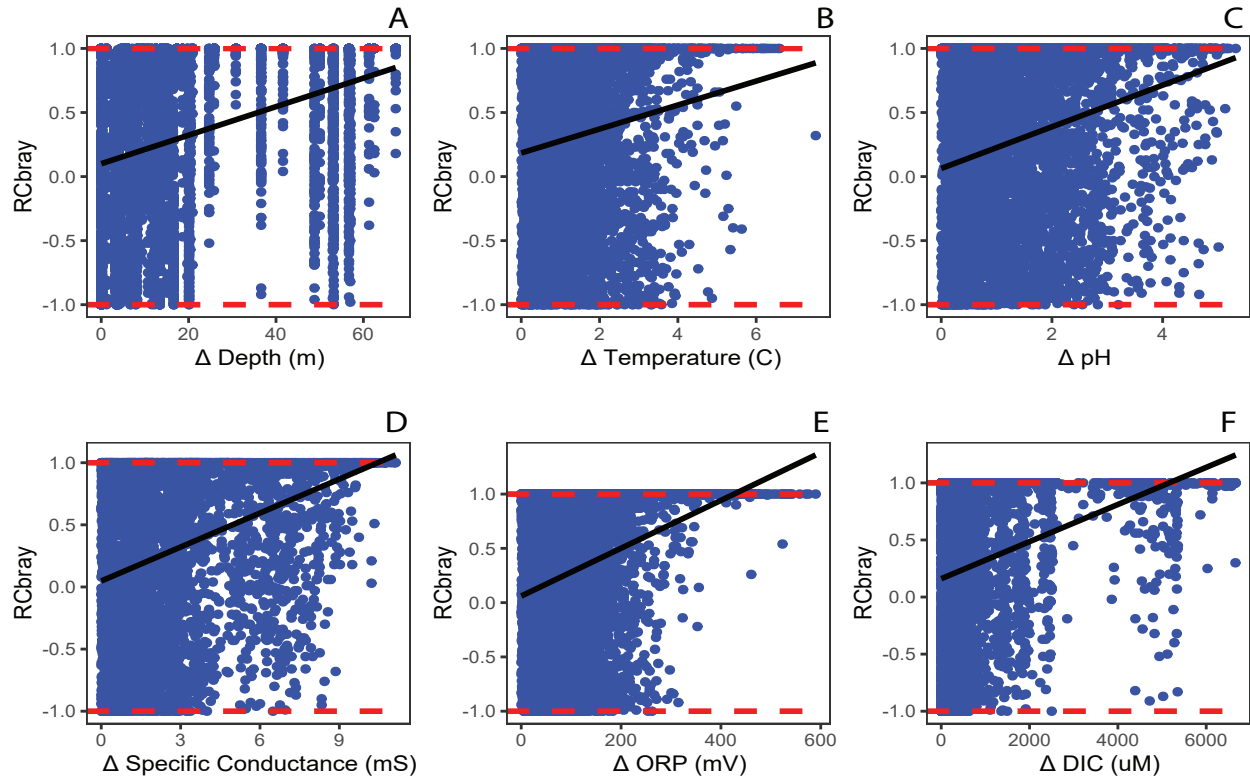 A
RCbray
1.0
0.5
0.0
-0.5
-1.0
0 20 40 60
Δ Depth (m)
B
RCbray
1.0
0.5
0.0
-0.5
-1.0
0 2 4 6
Δ Temperature (C)
C
RCbray
1.0
0.5
0.0
-0.5
-1.0
0 2 4
Δ pH
D
RCbray
1.0
0.5
0.0
-0.5
-1.0
0 3 6 9
Δ Specific Conductance (mS)
E
RCbray
1.0
0.5
0.0
-0.5
-1.0
0 200 400 600
Δ ORP (mV)
F
RCbray
1.0
0.5
0.0
-0.5
-1.0
0 2000 4000 6000
Δ DIC (uM)